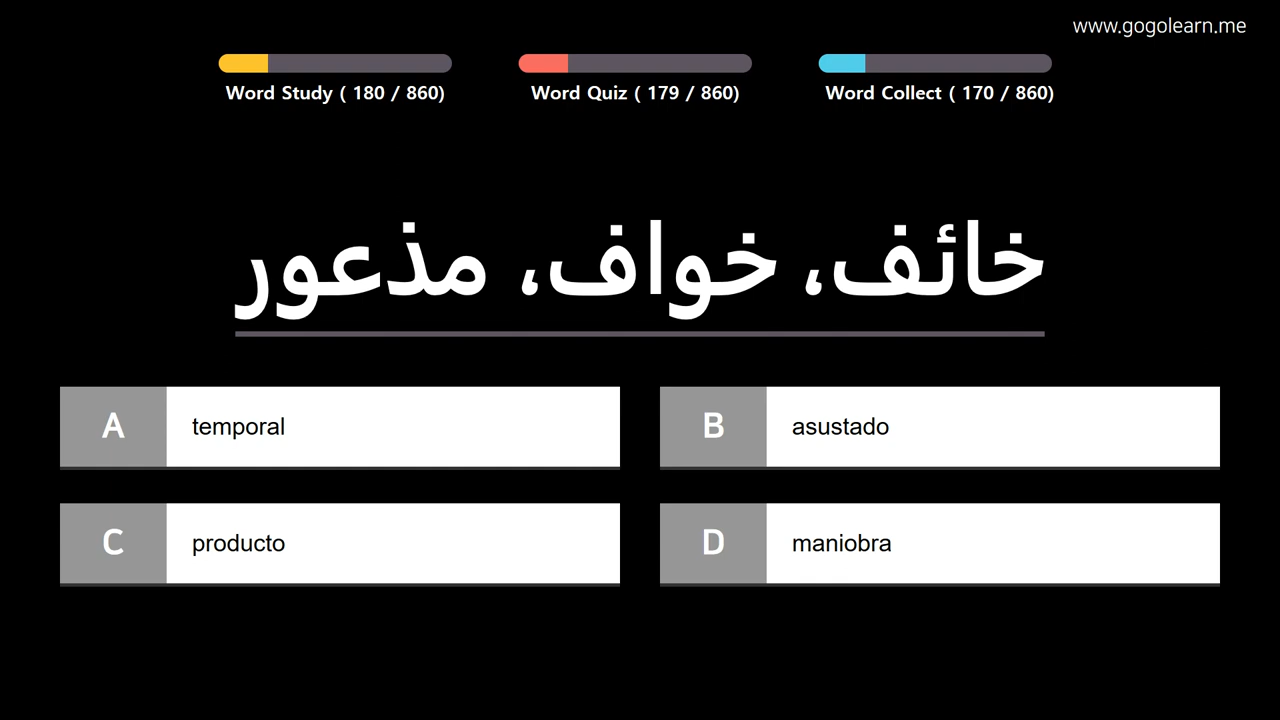 www.gogolearn.me
Word Study ( 180 / 860)
Word Quiz ( 179 / 860)
Word Collect ( 170 / 860)
خائف، خواف، مذعور
A temporal
B asustado
C producto
D maniobra